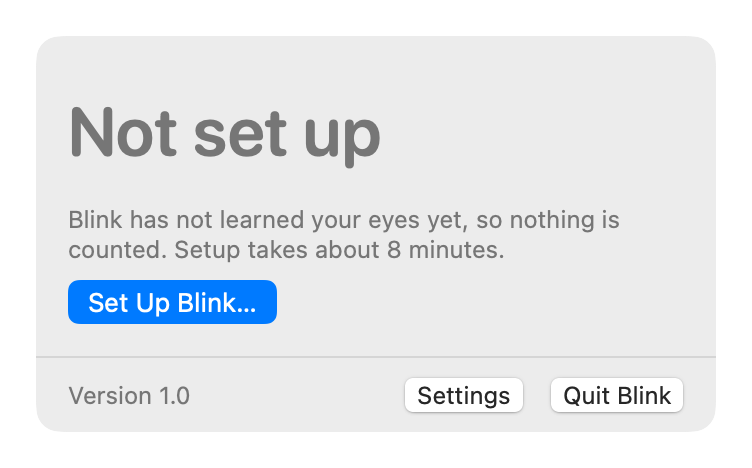 Not set up
Blink has not learned your eyes yet, so nothing is
counted. Setup takes about 8 minutes.
Set Up Blink...
Version 1.0
Settings
Quit Blink